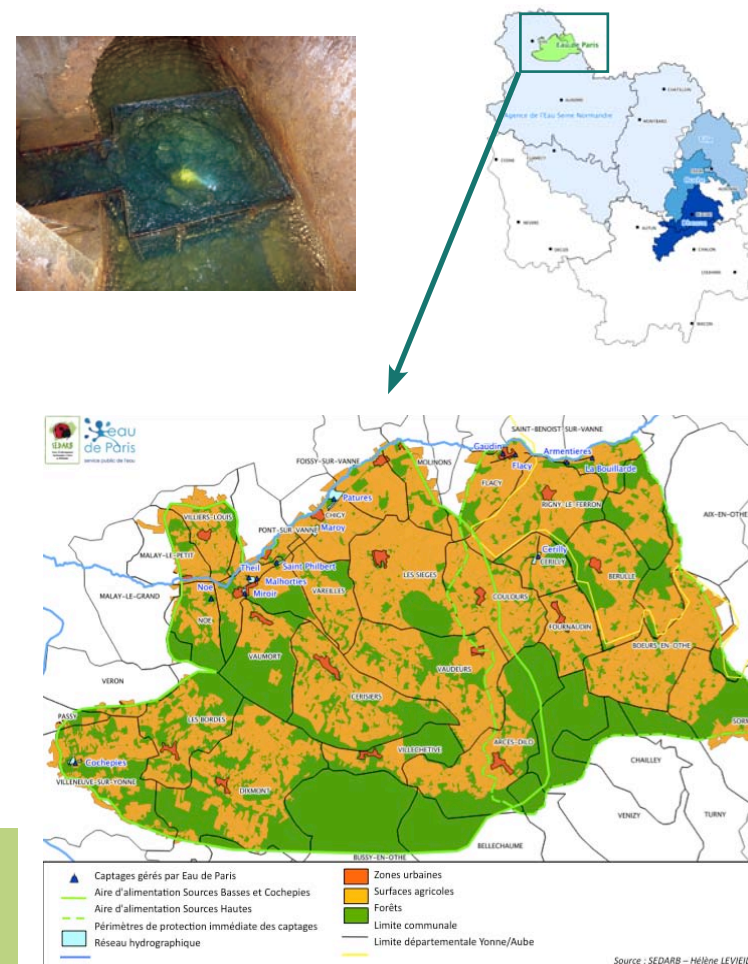 Eau de Paris
CHATILLON
AUXERRE
Agence de l'Eau Seine Normandie
MONTBARD
COSNE
NEVERS
DECIZE
AUTUN
CHALON
LOUHANS
MACON
SEDARB
eau
de Paris
service public de l'eau
SAINT-BENOIST-SUR-VANNE
FOISSY-SUR-VANNE
MOLINONS
Gaudin
Flacy
Armentieres
La Bouillarde
FLACY
RIGNY-LE-FERRON
AIX-EN-OTHE
Patures
CHIGY
Maroy
PONT-SUR-VANNE
VILLIERS-LOUIS
MALAY-LE-PETIT
MALAY-LE-GRAND
Theil
Saint Philbert
Malhorties
Miroir
Noe
NOE
VAREILLES
LES SIEGES
Cerilly
CERILLY
COULOURS
BERULLE
FOURNAUDIN
BOEURS-EN-OTHE
VAUMORT
VERON
CERISIERS
VAUDEURS
PASSY
LES BORDES
Cochepies
VILLENEUVE-SUR-YONNE
VILLECHETIVE
ARCES-DILO
DIXMONT
SORM
CHAILLEY
VENIZY
TURNY
BELLECHAUME
BUSSY-EN-OTHE
Captages gérés par Eau de Paris
Aire d'alimentation Sources Basses et Cochepies
Aire d'alimentation Sources Hautes
Périmètres de protection immédiate des captages
Réseau hydrographique
Zones urbaines
Surfaces agricoles
Forêts
Limite communale
Limite départementale Yonne/Aube
Source : SEDARB – Hélène LEVIEIL